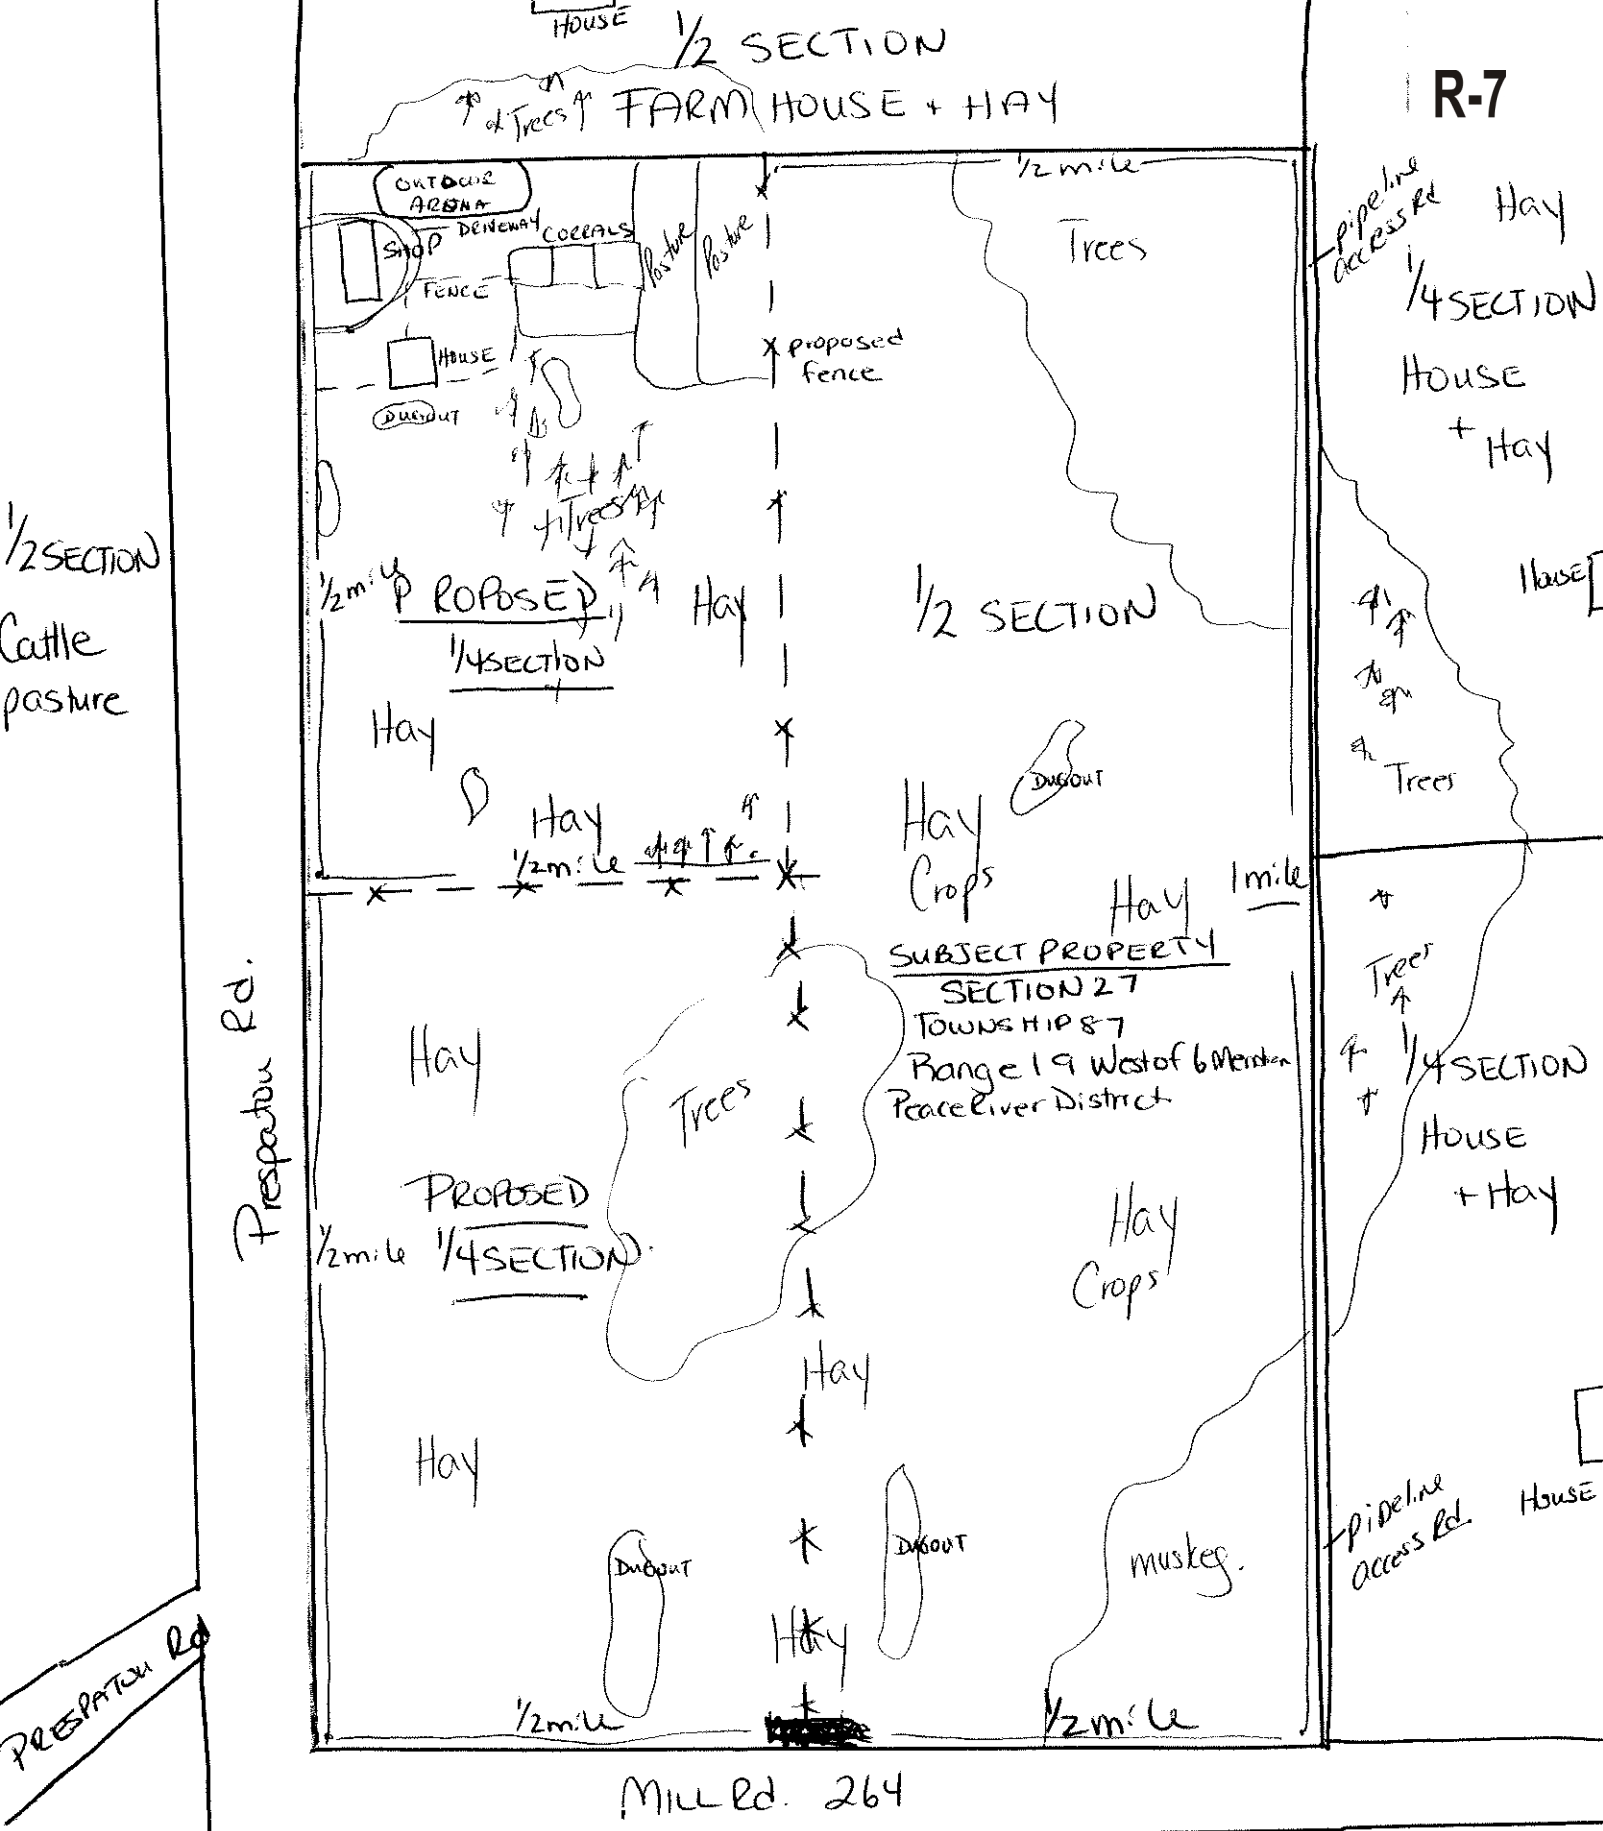 HOUSE
1/2 SECTION
R-7
Trees
FARM HOUSE + HAY
1/2 mile
OUTDOOR
ARENA
DRIVEWAY
SHOP
CORRALS
Pasture
Pasture
FENCE
HOUSE
DUGOUT
proposed
fence
Trees
Trees
pipeline
access Rd
Hay
1/4 SECTION
HOUSE
+ Hay
House
1/2 SECTION
Cattle
pasture
1/2 mile
PROPOSED
1/4 SECTION
Hay
1/2 SECTION
Hay
Hay
1/2 mile
DUGOUT
Hay
Crops
Hay
1 mile
Trees
SUBJECT PROPERTY
SECTION 27
TOWNSHIP 87
Range 19 West of 6 Meridian
Peace River District
Prespatou Rd.
Hay
Trees
Trees
1/4 SECTION
HOUSE
+ Hay
PROPOSED
1/2 mile
1/4 SECTION
Hay
Crops
Hay
Hay
DUGOUT
DUGOUT
muskeg.
pipeline
access Rd.
HOUSE
Hay
PRESPATOU Rd
1/2 mile
1/2 mile
MILL Rd. 264